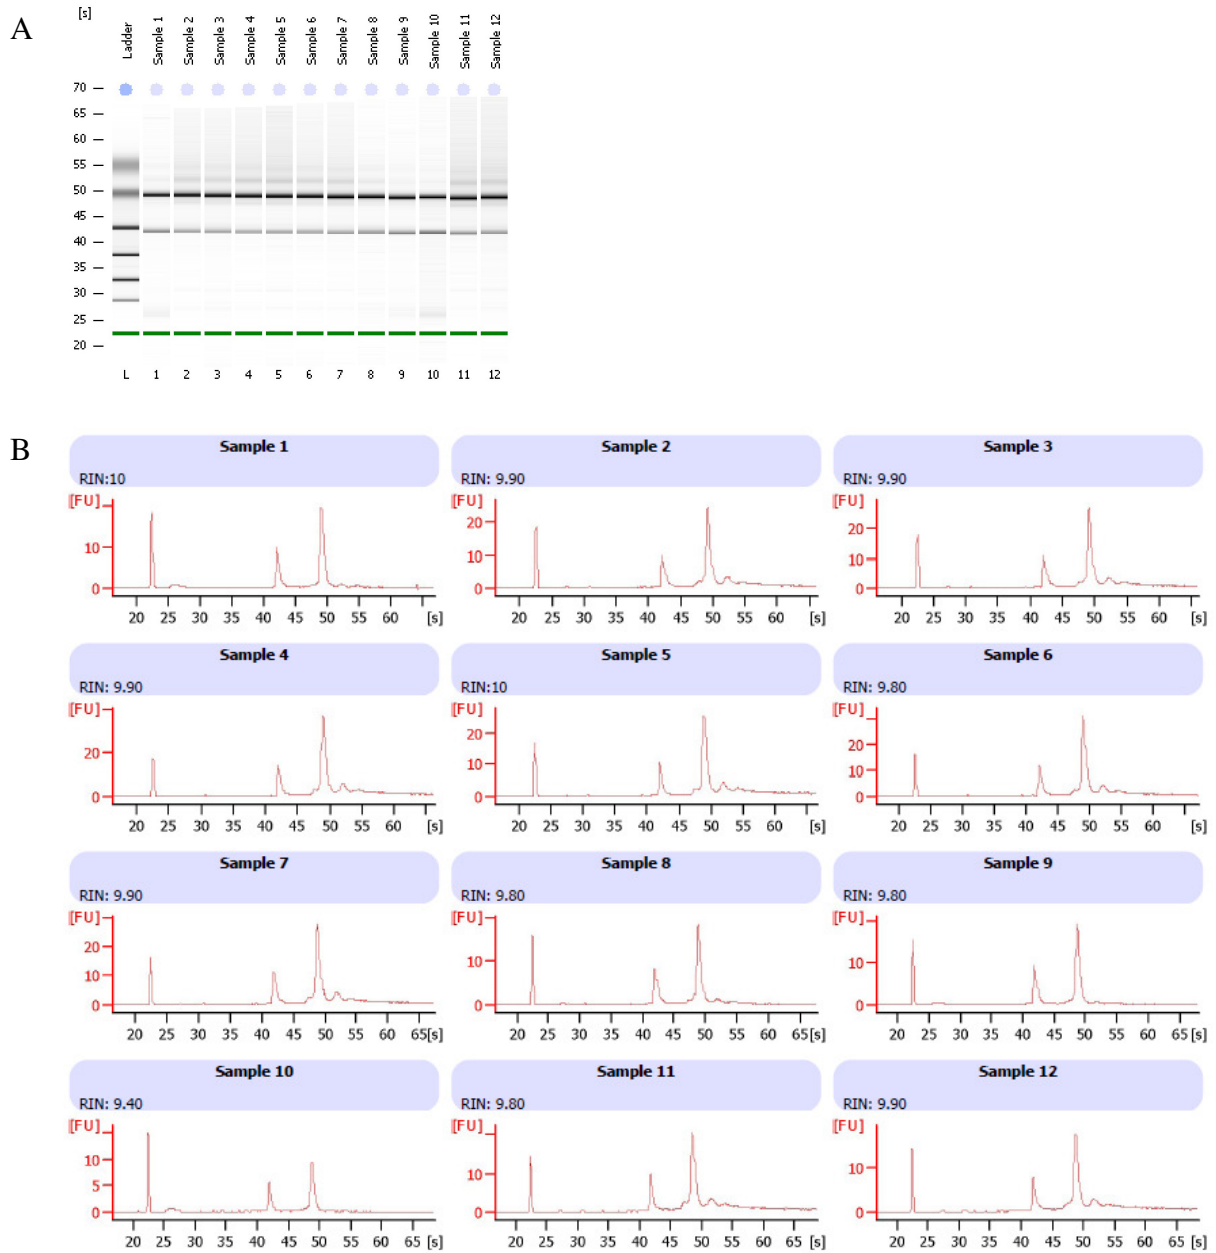 A
[s]
Ladder
Sample 1
Sample 2
Sample 3
Sample 4
Sample 5
Sample 6
Sample 7
Sample 8
Sample 9
Sample 10
Sample 11
Sample 12
70
65
60
55
50
45
40
35
30
25
20
L 1 2 3 4 5 6 7 8 9 10 11 12
B
Sample 1 Sample 2 Sample 3
RIN:10 RIN: 9.90 RIN: 9.90
[FU] [FU] [FU]
20 20
10 10 10
0 0 0
20 25 30 35 40 45 50 55 [s] 20 25 30 35 40 45 50 55 60 [s] 20 25 30 35 40 45 50 55 60 [s]
Sample 4 Sample 5 Sample 6
RIN: 9.90 RIN:10 RIN: 9.80
[FU] [FU] [FU]
20 20 20
10 10
0 0 0
20 25 30 35 40 45 50 55 60 [s] 20 25 30 35 40 45 50 55 60 [s] 20 25 30 35 40 45 50 55 60 [s]
Sample 7 Sample 8 Sample 9
RIN: 9.90 RIN: 9.80 RIN: 9.80
[FU] [FU] [FU]
20
10 10 10
0 0 0
20 25 30 35 40 45 50 55 60 65[s] 20 25 30 35 40 45 50 55 60 65[s] 20 25 30 35 40 45 50 55 60 65[s]
Sample 10 Sample 11 Sample 12
RIN: 9.40 RIN: 9.80 RIN: 9.90
[FU] [FU] [FU]
10 10 10
5
0 0 0
20 25 30 35 40 45 50 55 60 65 [s] 20 25 30 35 40 45 50 55 60 65 [s] 20 25 30 35 40 45 50 55 60 65 [s]